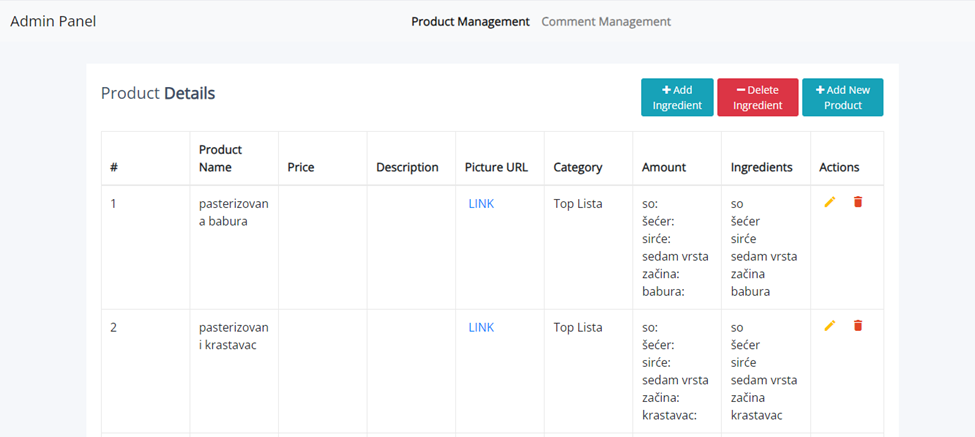 Admin Panel
Product Management
Comment Management
Product Details
Add
Ingredient
Delete
Ingredient
Add New
Product
#
Product
Name
Price
Description
Picture URL
Category
Amount
Ingredients
Actions
1
pasterizovan
a babura
LINK
Top Lista
so:
šećer:
sirće:
sedam vrsta
začina:
babura:
so
šećer
sirće
sedam vrsta
začina
babura
2
pasterizovan
i krastavac
LINK
Top Lista
so:
šećer:
sirće:
sedam vrsta
začina:
krastavac:
so
šećer
sirće
sedam vrsta
začina
krastavac